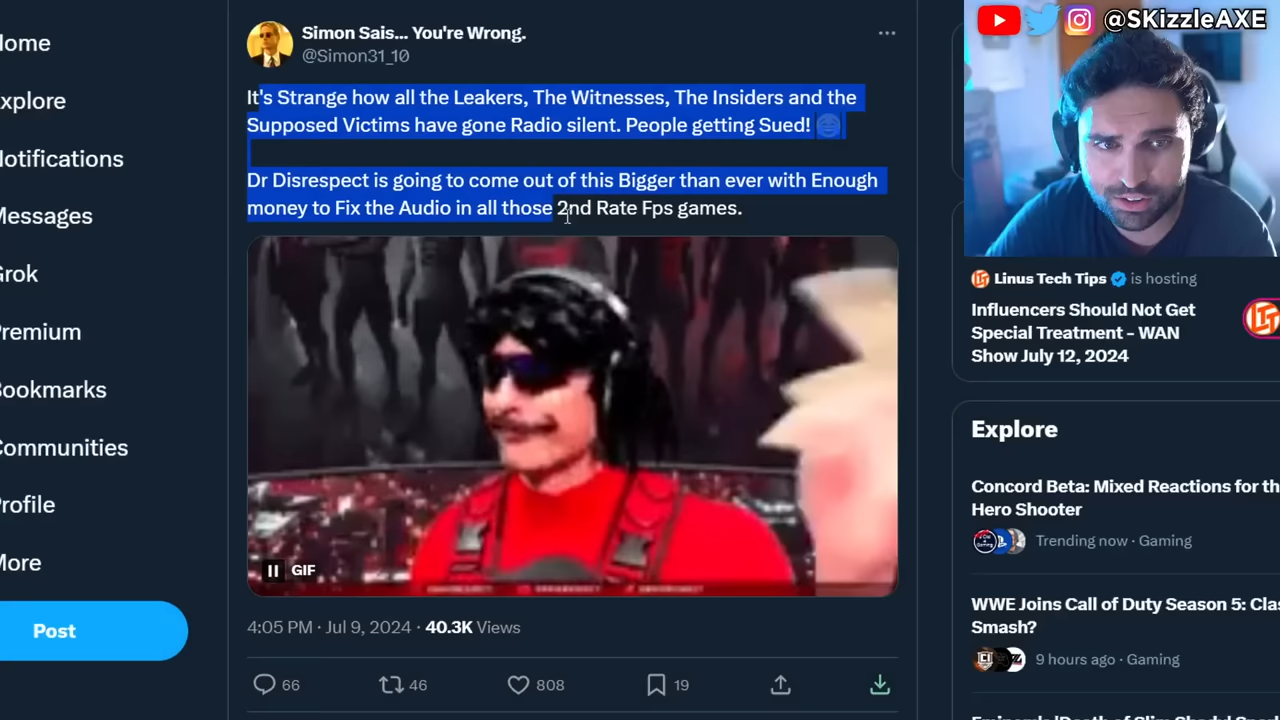 @SKizzleAXE
ome
xplore
otifications
essages
rok
remium
ookmarks
ommunities
rofile
ore
Post
Simon Sais... You're Wrong.
@Simon31_10
It's Strange how all the Leakers, The Witnesses, The Insiders and the
Supposed Victims have gone Radio silent. People getting Sued! 😊
Dr Disrespect is going to come out of this Bigger than ever with Enough
money to Fix the Audio in all those 2nd Rate Fps games.
GIF
4:05 PM · Jul 9, 2024 · 40.3K Views
66
46
808
19
Linus Tech Tips is hosting
Influencers Should Not Get
Special Treatment - WAN
Show July 12, 2024
Explore
Concord Beta: Mixed Reactions for th
Hero Shooter
Trending now · Gaming
WWE Joins Call of Duty Season 5: Clas
Smash?
9 hours ago · Gaming